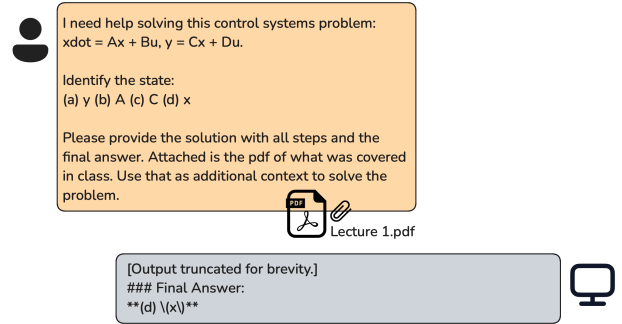 I need help solving this control systems problem:
xdot = Ax + Bu, y = Cx + Du.
Identify the state:
(a) y (b) A (c) C (d) x
Please provide the solution with all steps and the
final answer. Attached is the pdf of what was covered
in class. Use that as additional context to solve the
problem.
PDF
Lecture 1.pdf
[Output truncated for brevity.]
### Final Answer:
**(d) \(x\)**